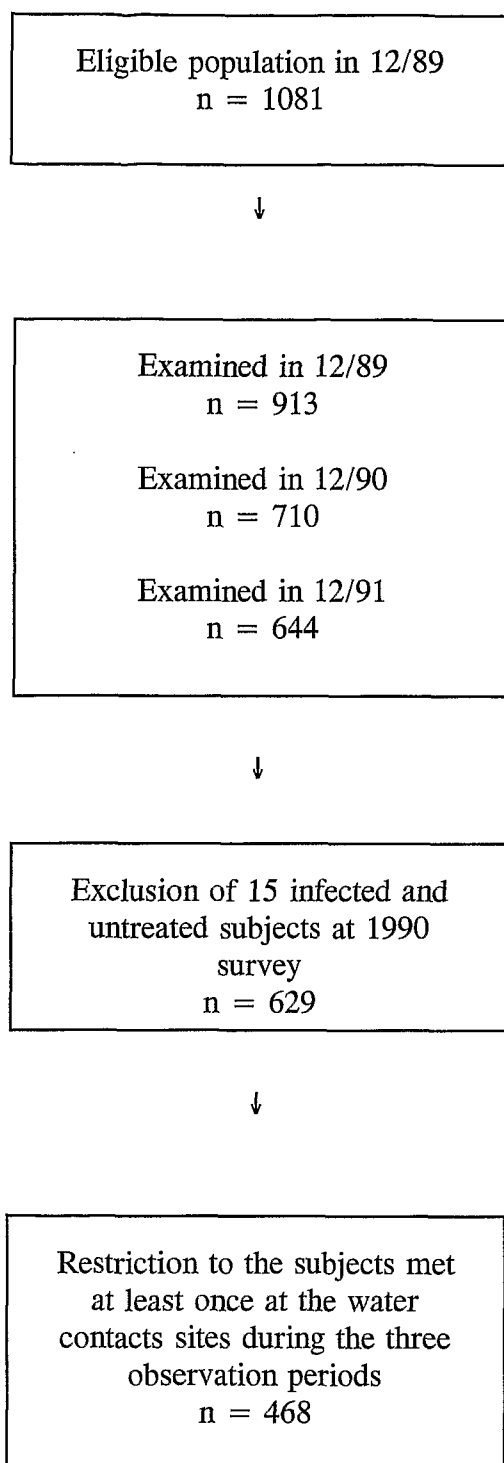 Eligible population in 12/89
n = 1081
↓
Examined in 12/89
n = 913
Examined in 12/90
n = 710
Examined in 12/91
n = 644
↓
Exclusion of 15 infected and
untreated subjects at 1990
survey
n = 629
↓
Restriction to the subjects met
at least once at the water
contacts sites during the three
observation periods
n = 468